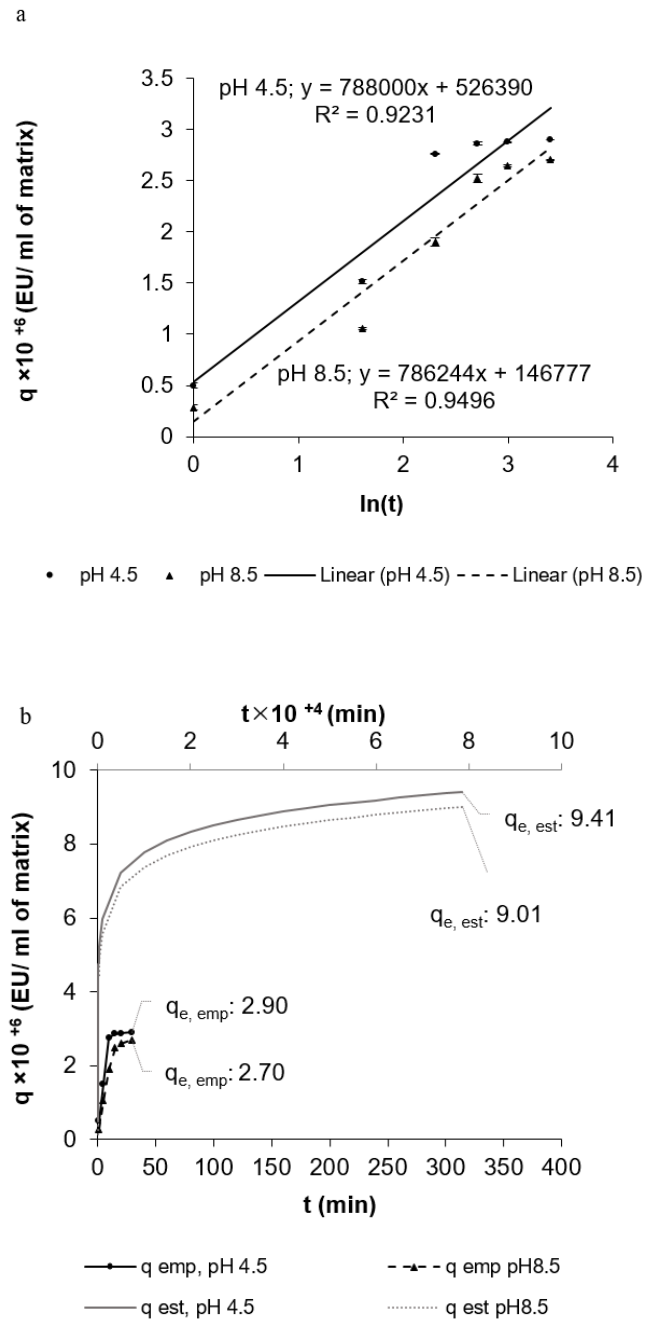 a
q ×10 ⁺⁶ (EU/ ml of matrix)
3.5
3
2.5
2
1.5
1
0.5
0
pH 4.5; y = 788000x + 526390
R² = 0.9231
pH 8.5; y = 786244x + 146777
R² = 0.9496
0 1 2 3 4
ln(t)
pH 4.5 pH 8.5 Linear (pH 4.5) Linear (pH 8.5)
b
t×10 ⁺⁴ (min)
0 2 4 6 8 10
q ×10 ⁺⁶ (EU/ ml of matrix)
10
8
6
4
2
0
qe, est: 9.41
qe, est: 9.01
qe, emp: 2.90
qe, emp: 2.70
0 50 100 150 200 250 300 350 400
t (min)
q emp, pH 4.5 q emp pH8.5
q est, pH 4.5 q est pH8.5